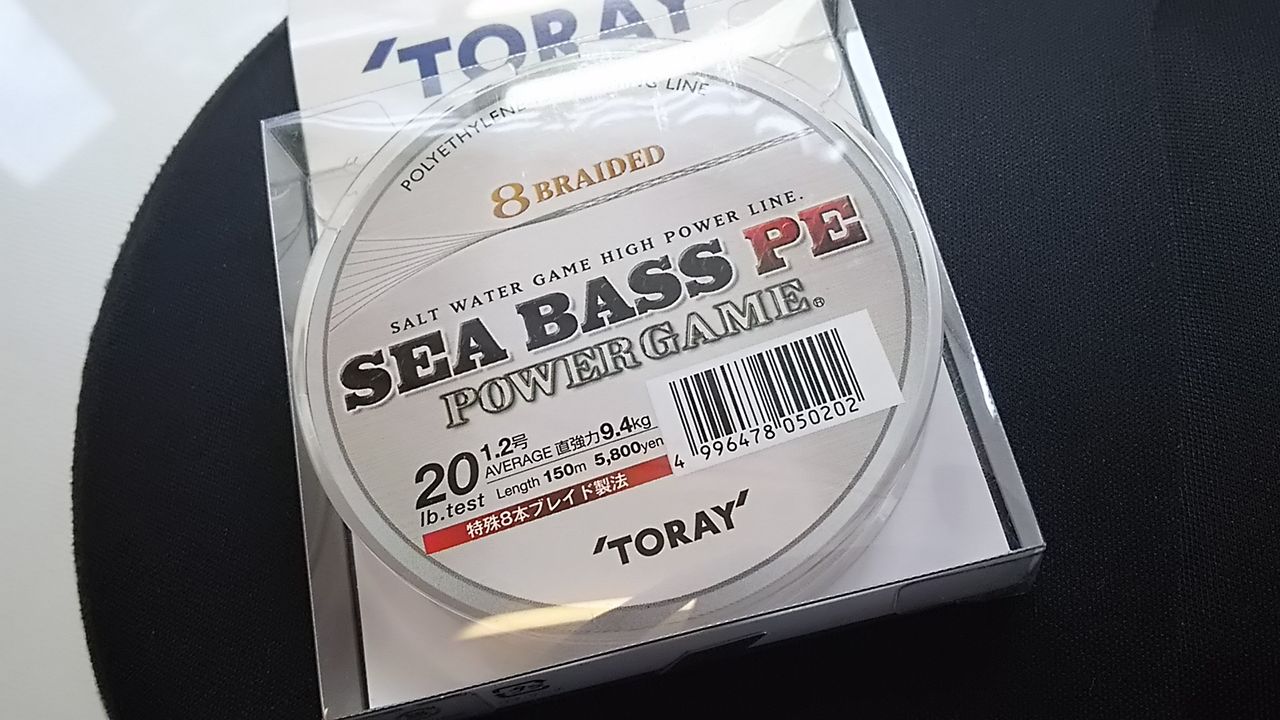 'TORAY
POLYETHYLENE LINE
8 BRAIDED
SALT WATER GAME HIGH POWER LINE.
SEA BASS PE
POWER GAME®
20 lb.test
1.2号
AVERAGE 直強力9.4kg
Length 150m 5,800yen
特殊8本ブレイド製法
4 996478 050202
'TORAY'